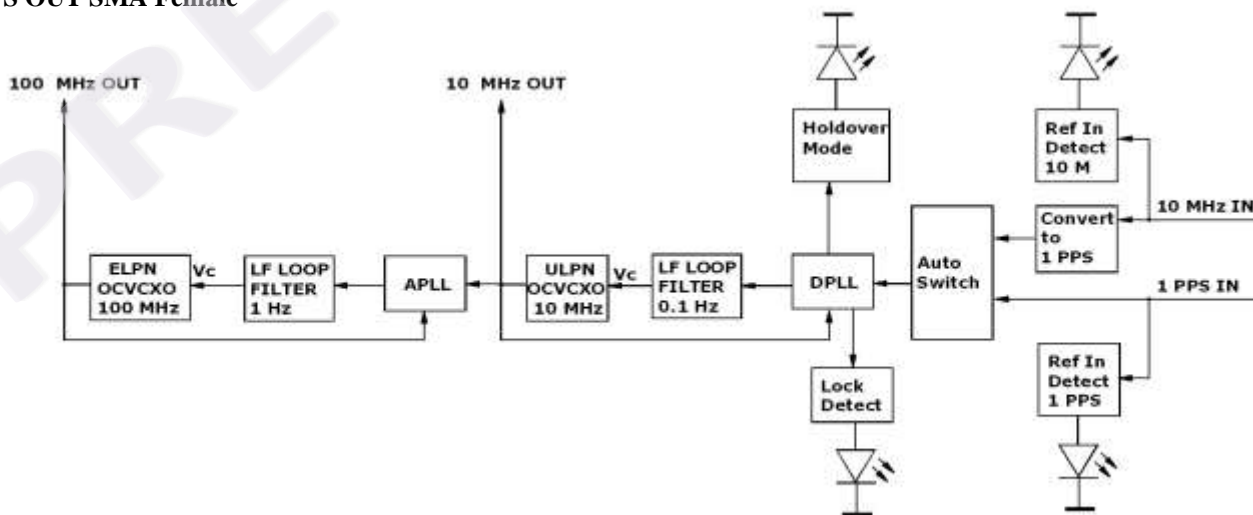 S OUT SMA Female
PRE
100 MHz OUT
10 MHz OUT
Holdover
Mode
Ref In
Detect
10 M
10 MHz IN
Convert
to
1 PPS
ELPN
OCVCXO
100 MHz
Vc
LF LOOP
FILTER
1 Hz
APLL
ULPN
OCVCXO
10 MHz
Vc
LF LOOP
FILTER
0.1 Hz
DPLL
Auto
Switch
1 PPS IN
Lock
Detect
Ref In
Detect
1 PPS